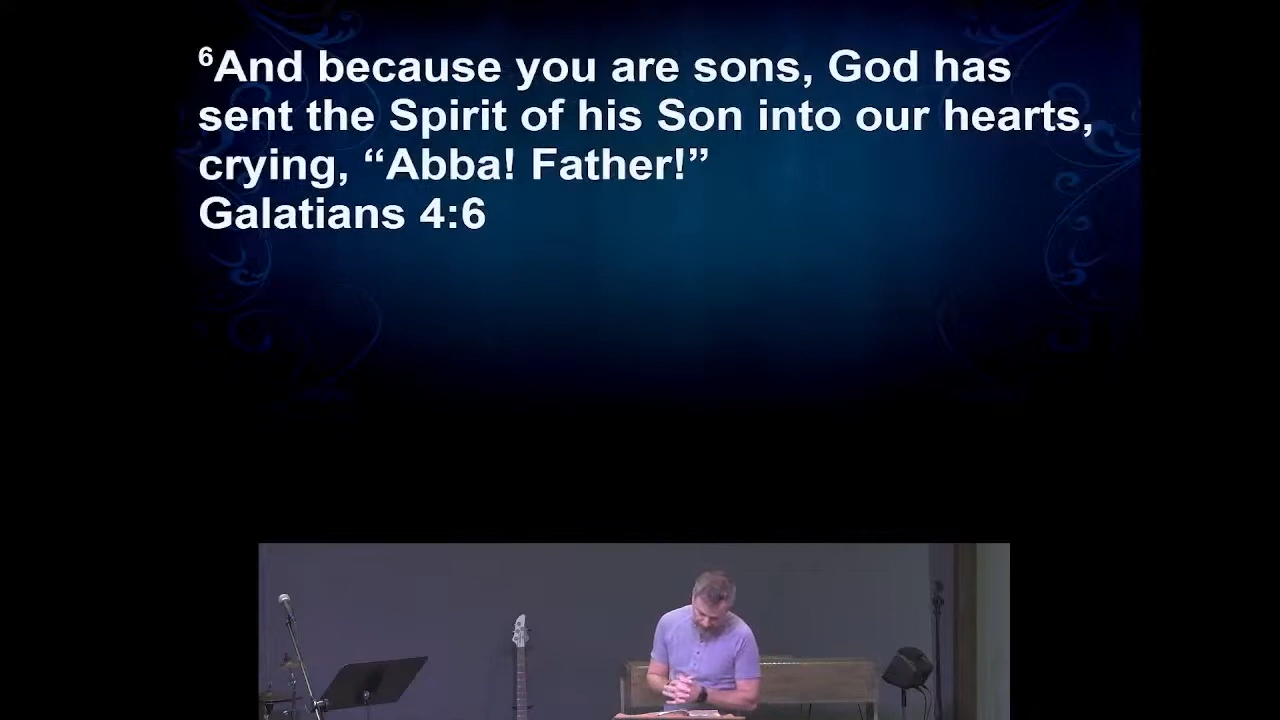 ⁶And because you are sons, God has
sent the Spirit of his Son into our hearts,
crying, “Abba! Father!”
Galatians 4:6